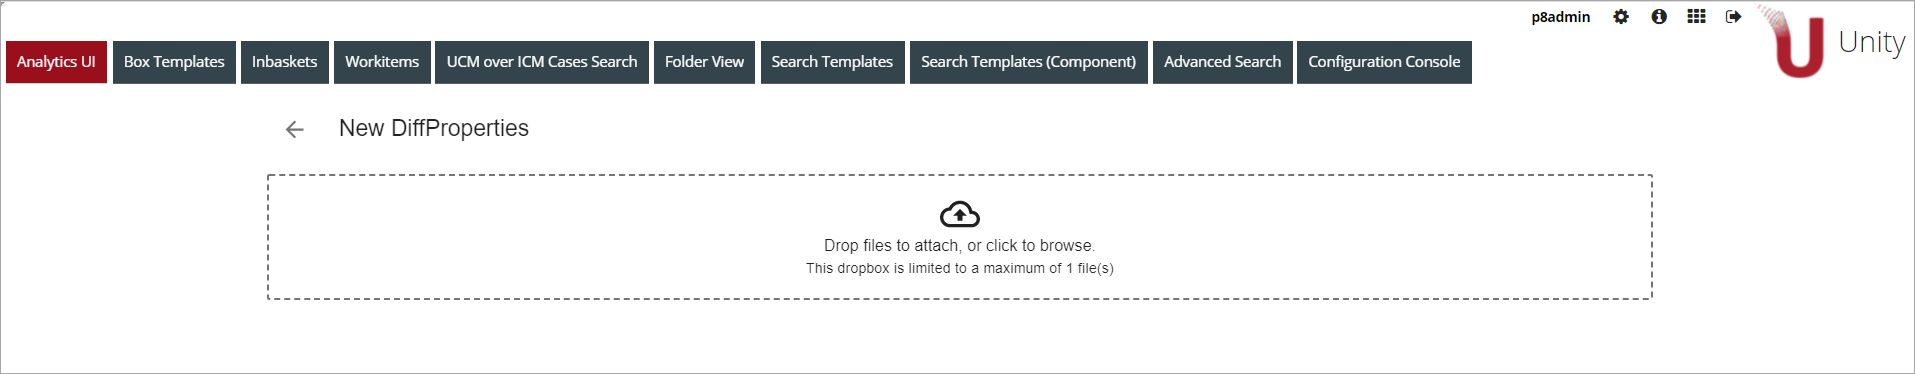 p8admin
Unity
Analytics UI Box Templates Inbaskets Workitems UCM over ICM Cases Search Folder View Search Templates Search Templates (Component) Advanced Search Configuration Console
New DiffProperties
Drop files to attach, or click to browse.
This dropbox is limited to a maximum of 1 file(s)